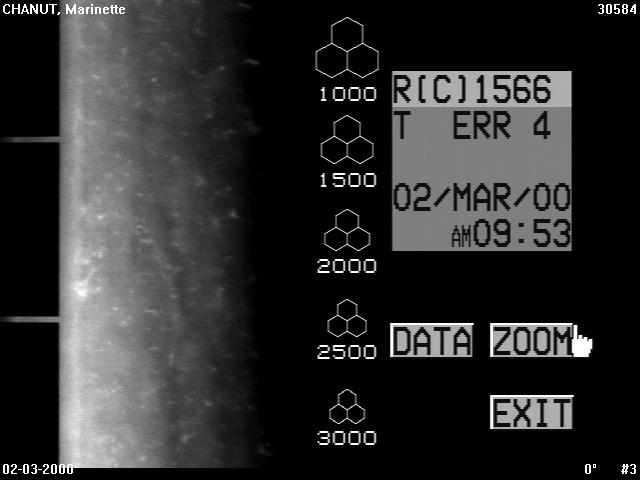 CHANUT, Marinette
30584
1000
1500
2000
2500
3000
R(C)1566
T ERR 4
02/MAR/00
AM09:53
DATA ZOOM
EXIT
02-03-2000
0° #3